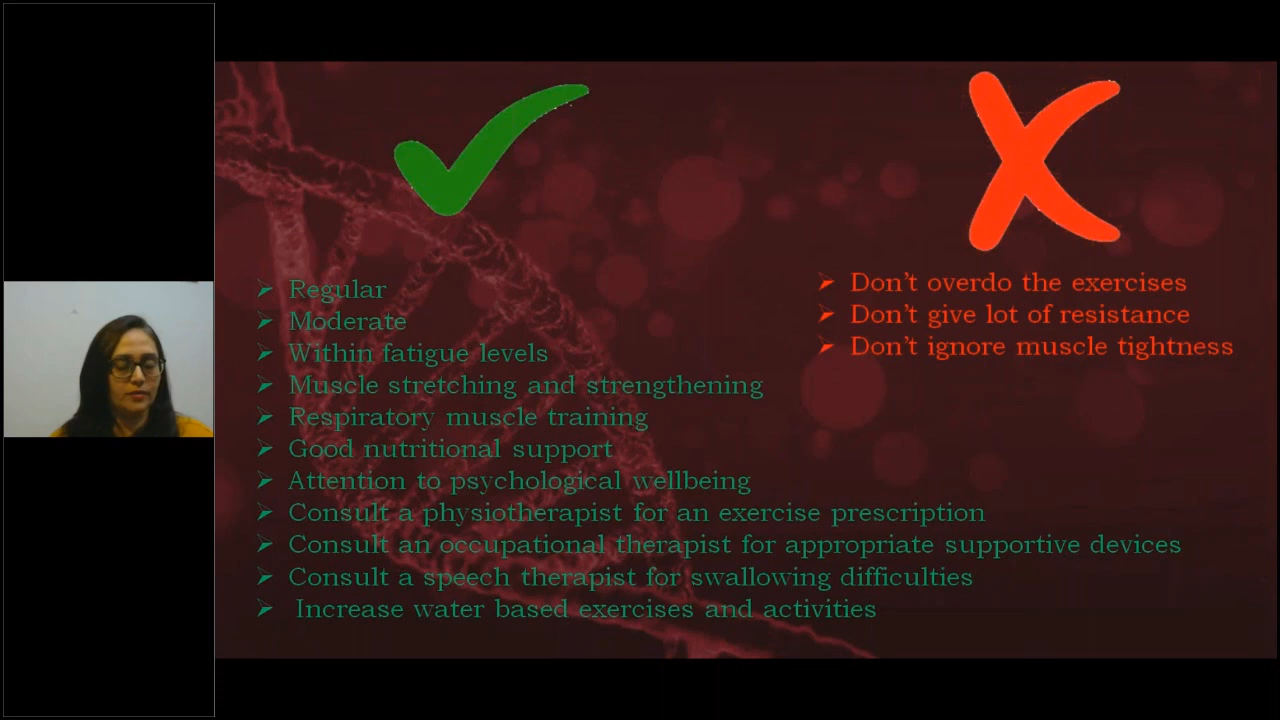 Regular
Moderate
Within fatigue levels
Muscle stretching and strengthening
Respiratory muscle training
Good nutritional support
Attention to psychological wellbeing
Consult a physiotherapist for an exercise prescription
Consult an occupational therapist for appropriate supportive devices
Consult a speech therapist for swallowing difficulties
Increase water based exercises and activities
Don't overdo the exercises
Don't give lot of resistance
Don't ignore muscle tightness